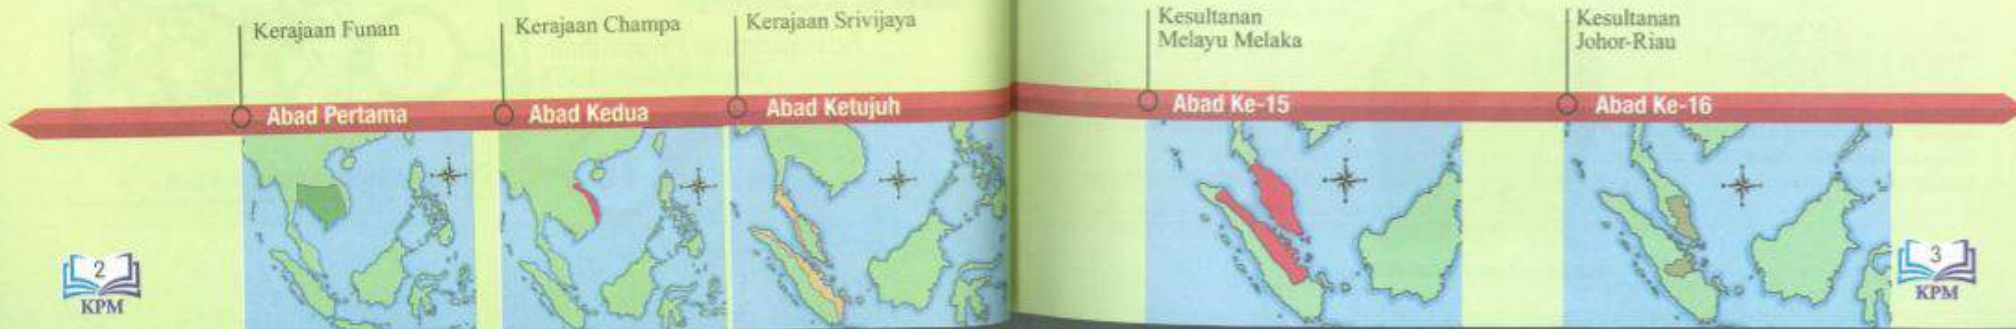 Kerajaan Funan
Kerajaan Champa
Kerajaan Srivijaya
Kesultanan
Melayu Melaka
Kesultanan
Johor-Riau
Abad Pertama
Abad Kedua
Abad Ketujuh
Abad Ke-15
Abad Ke-16
2
KPM
3
KPM